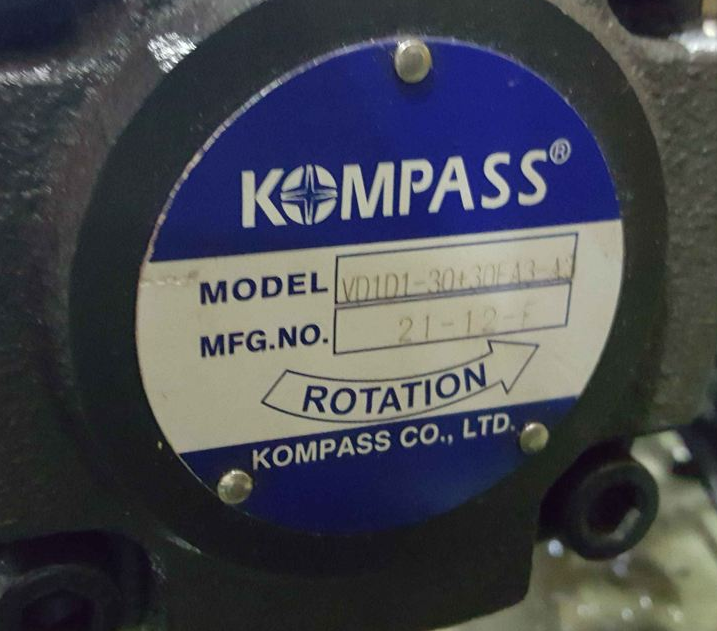 KOMPASS®
MODEL VD1D1-30+30FA3-A3
MFG.NO. 21-12-F
ROTATION
KOMPASS CO., LTD.